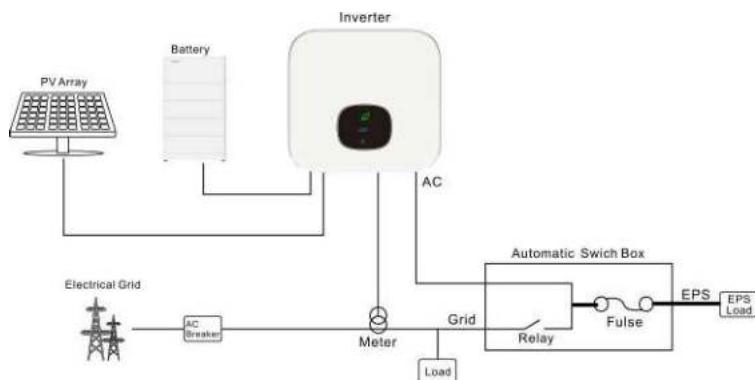 Inverter
Battery
PV Array
AC
Automatic Swich Box
Electrical Grid
AC
Breaker
Meter
Grid
Load
Relay
Fulse
EPS
EPS
Load